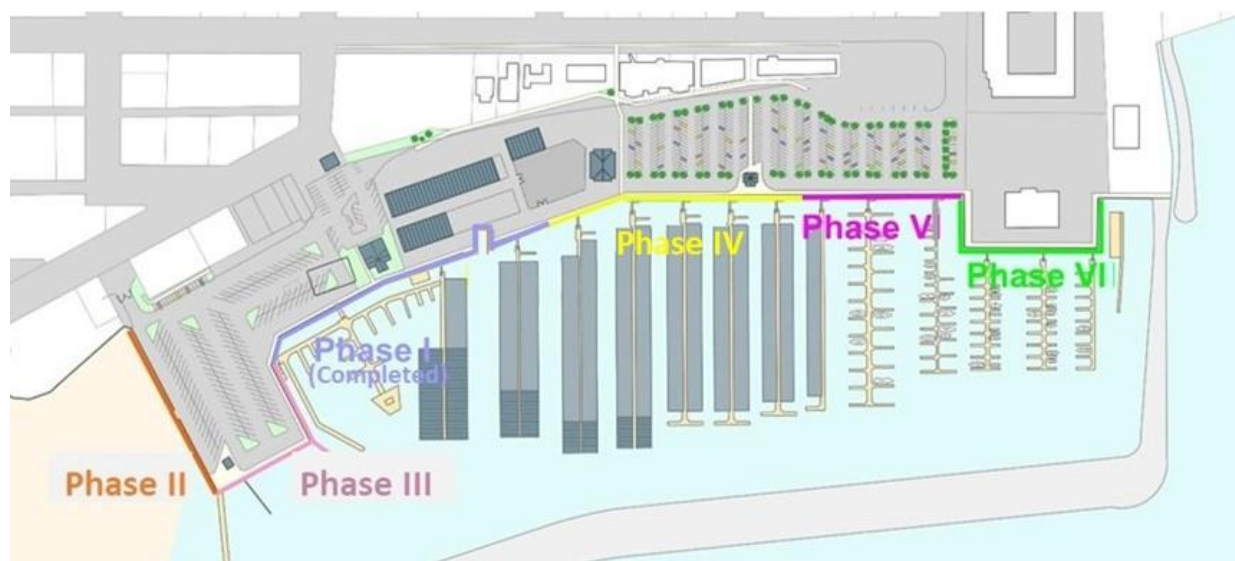 Phase IV
Phase V
Phase VI
Phase I
(Completed)
Phase II
Phase III